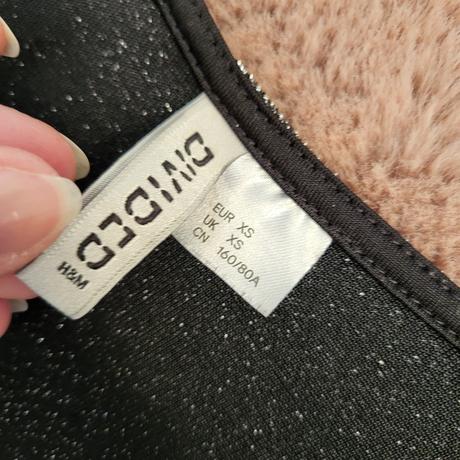 DIVIDED
H&M
EUR XS
UK XS
CN 160/80A